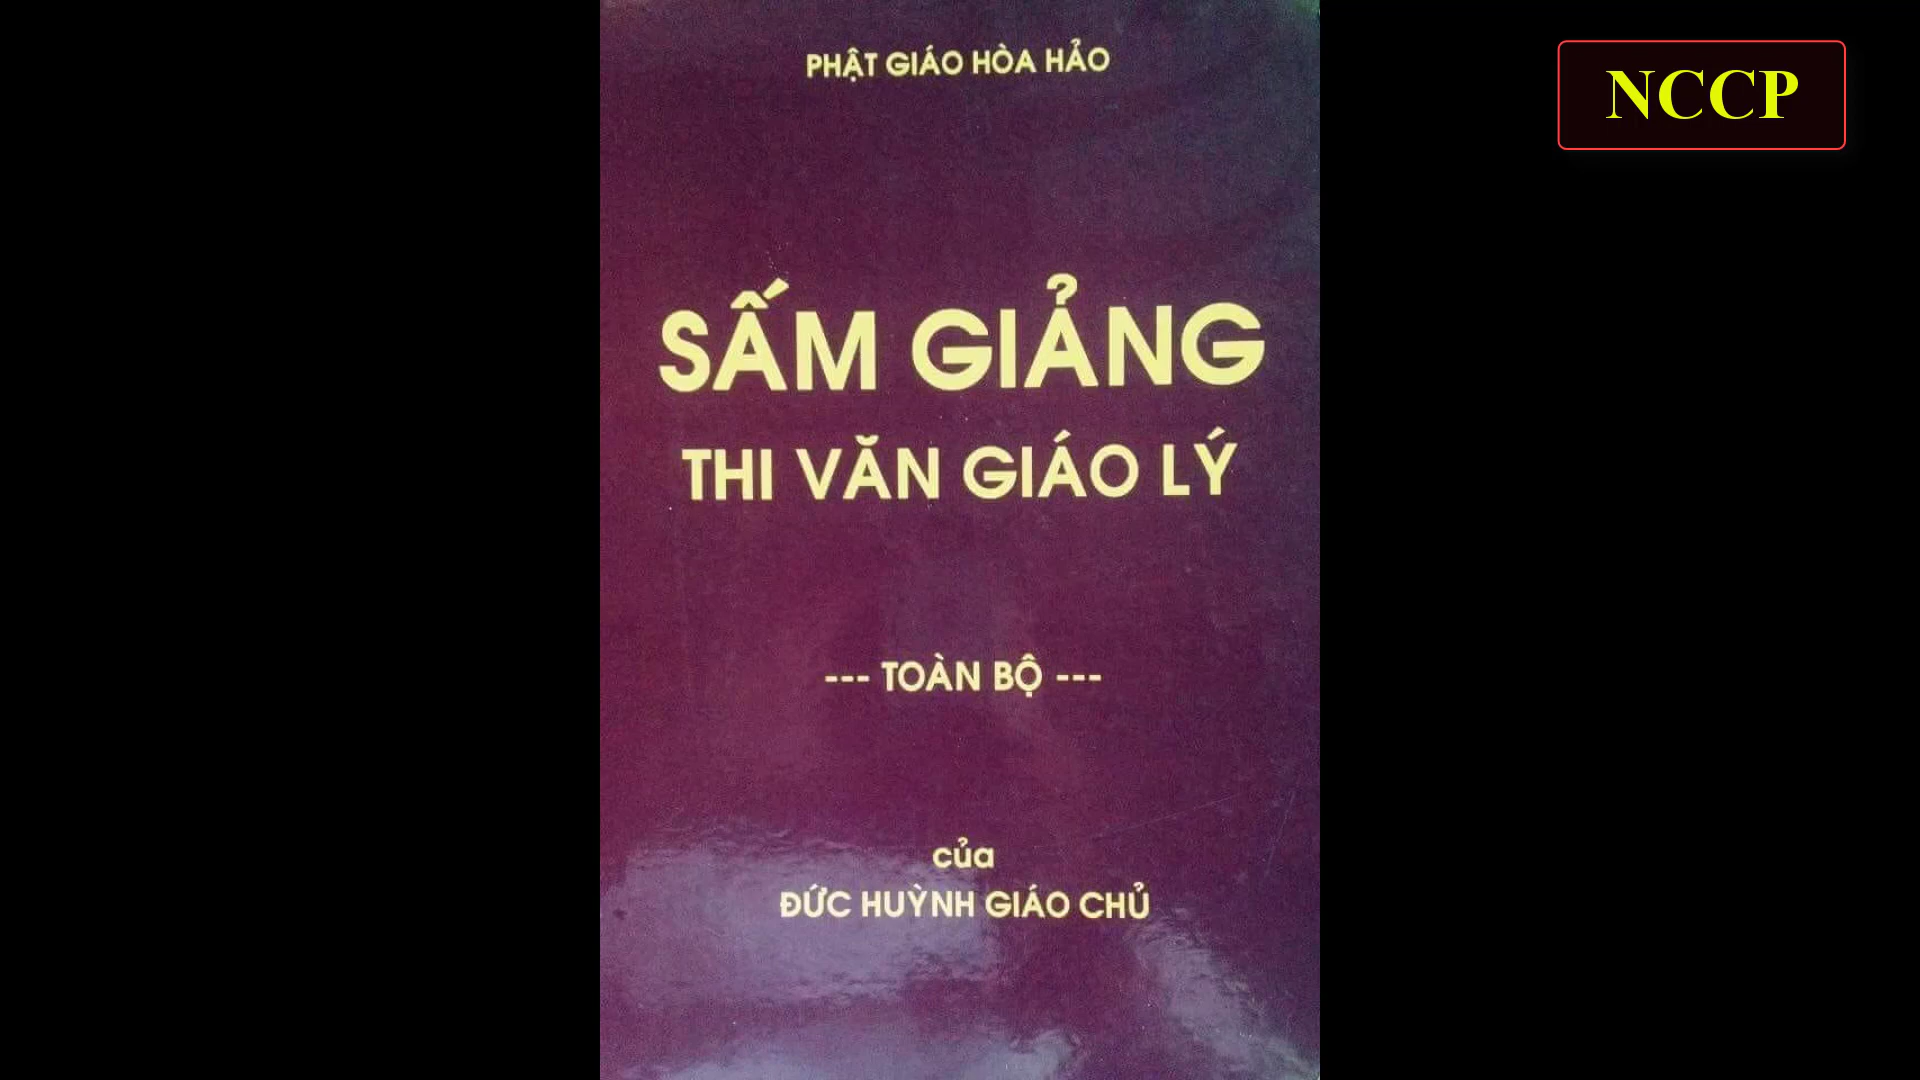 PHẬT GIÁO HÒA HẢO
NCCP
SẤM GIẢNG
THI VĂN GIÁO LÝ
--- TOÀN BỘ ---
của
ĐỨC HUỲNH GIÁO CHỦ